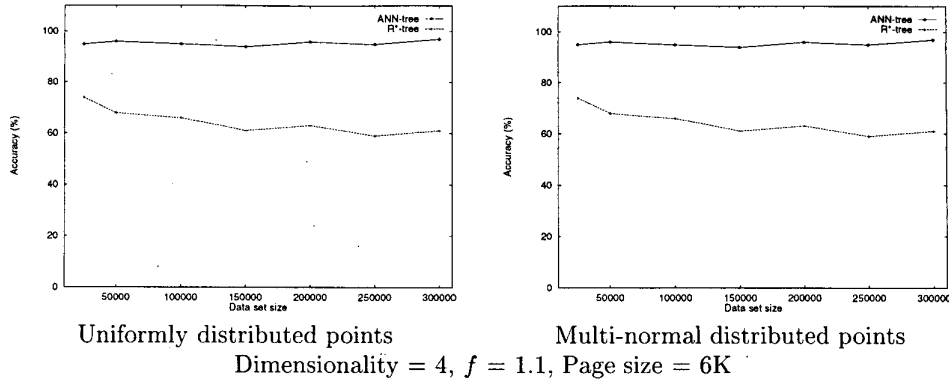 ANN-tree
R*-tree
Accuracy (%)
100
80
60
40
20
0
50000 100000 150000 200000 250000 300000
Data set size
Uniformly distributed points
ANN-tree
R*-tree
Accuracy (%)
100
80
60
40
20
0
50000 100000 150000 200000 250000 300000
Data set size
Multi-normal distributed points
Dimensionality = 4, f = 1.1, Page size = 6K